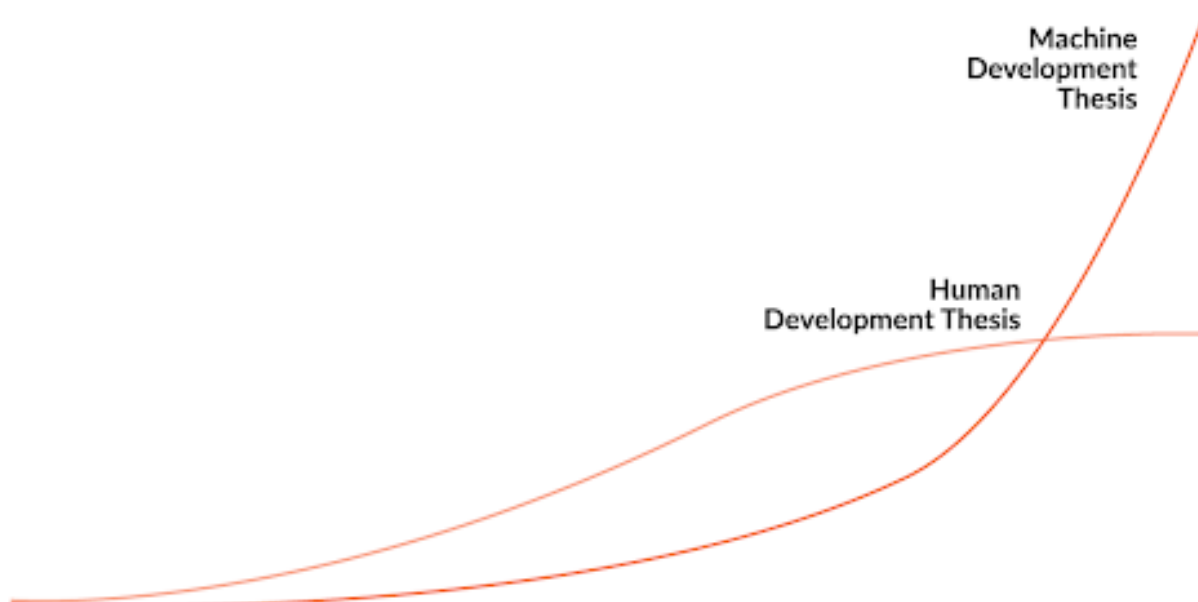 Machine
Development
Thesis
Human
Development Thesis